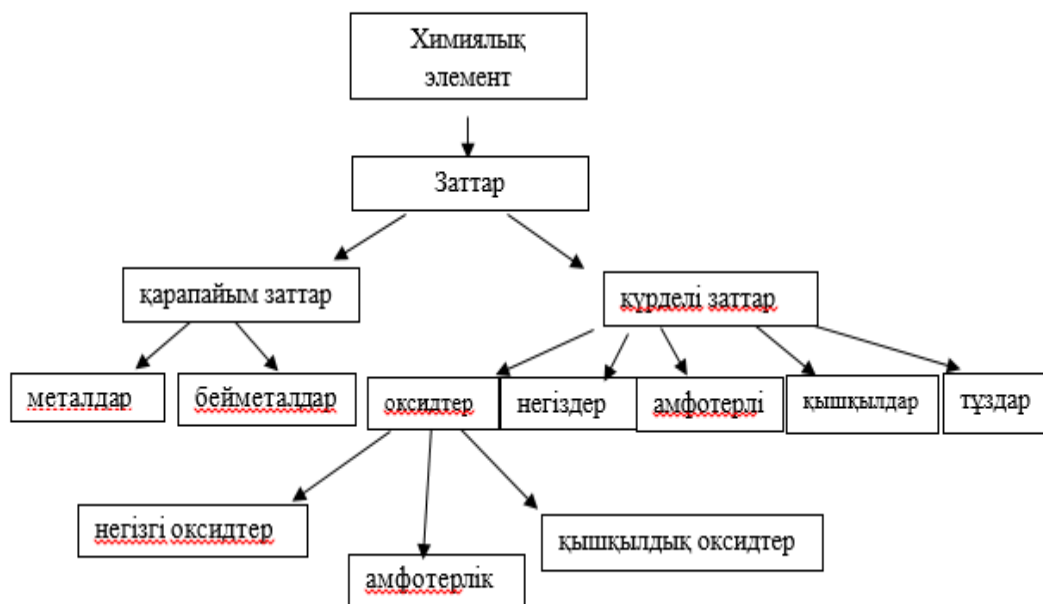 Химиялық
элемент
Заттар
қарапайым заттар
күрделі заттар
металдар
бейметалдар
оксидтер
негіздер
амфотерлі
қышқылдар
тұздар
негізгі оксидтер
амфотерлік
қышқылдық оксидтер